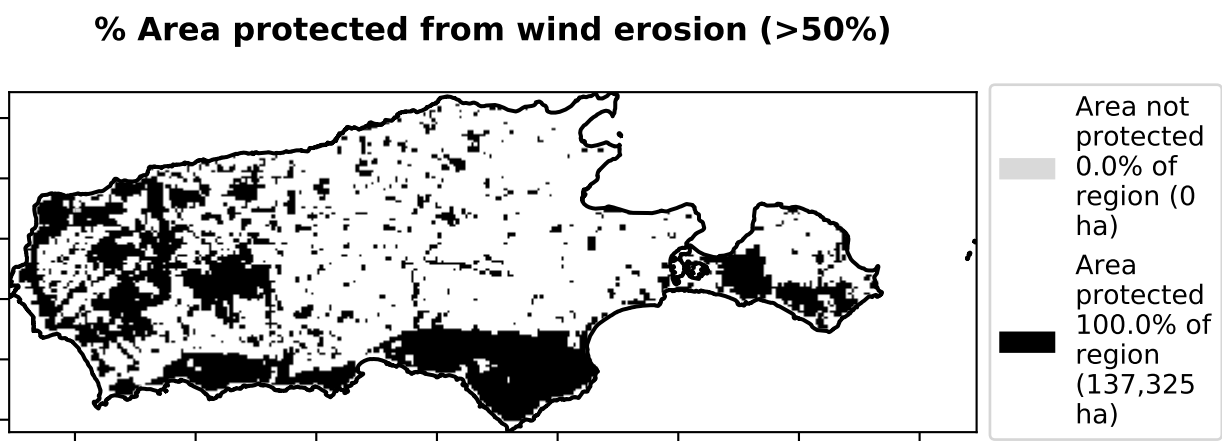 % Area protected from wind erosion (>50%)
Area not
protected
0.0% of
region (0
ha)
Area
protected
100.0% of
region
(137,325
ha)